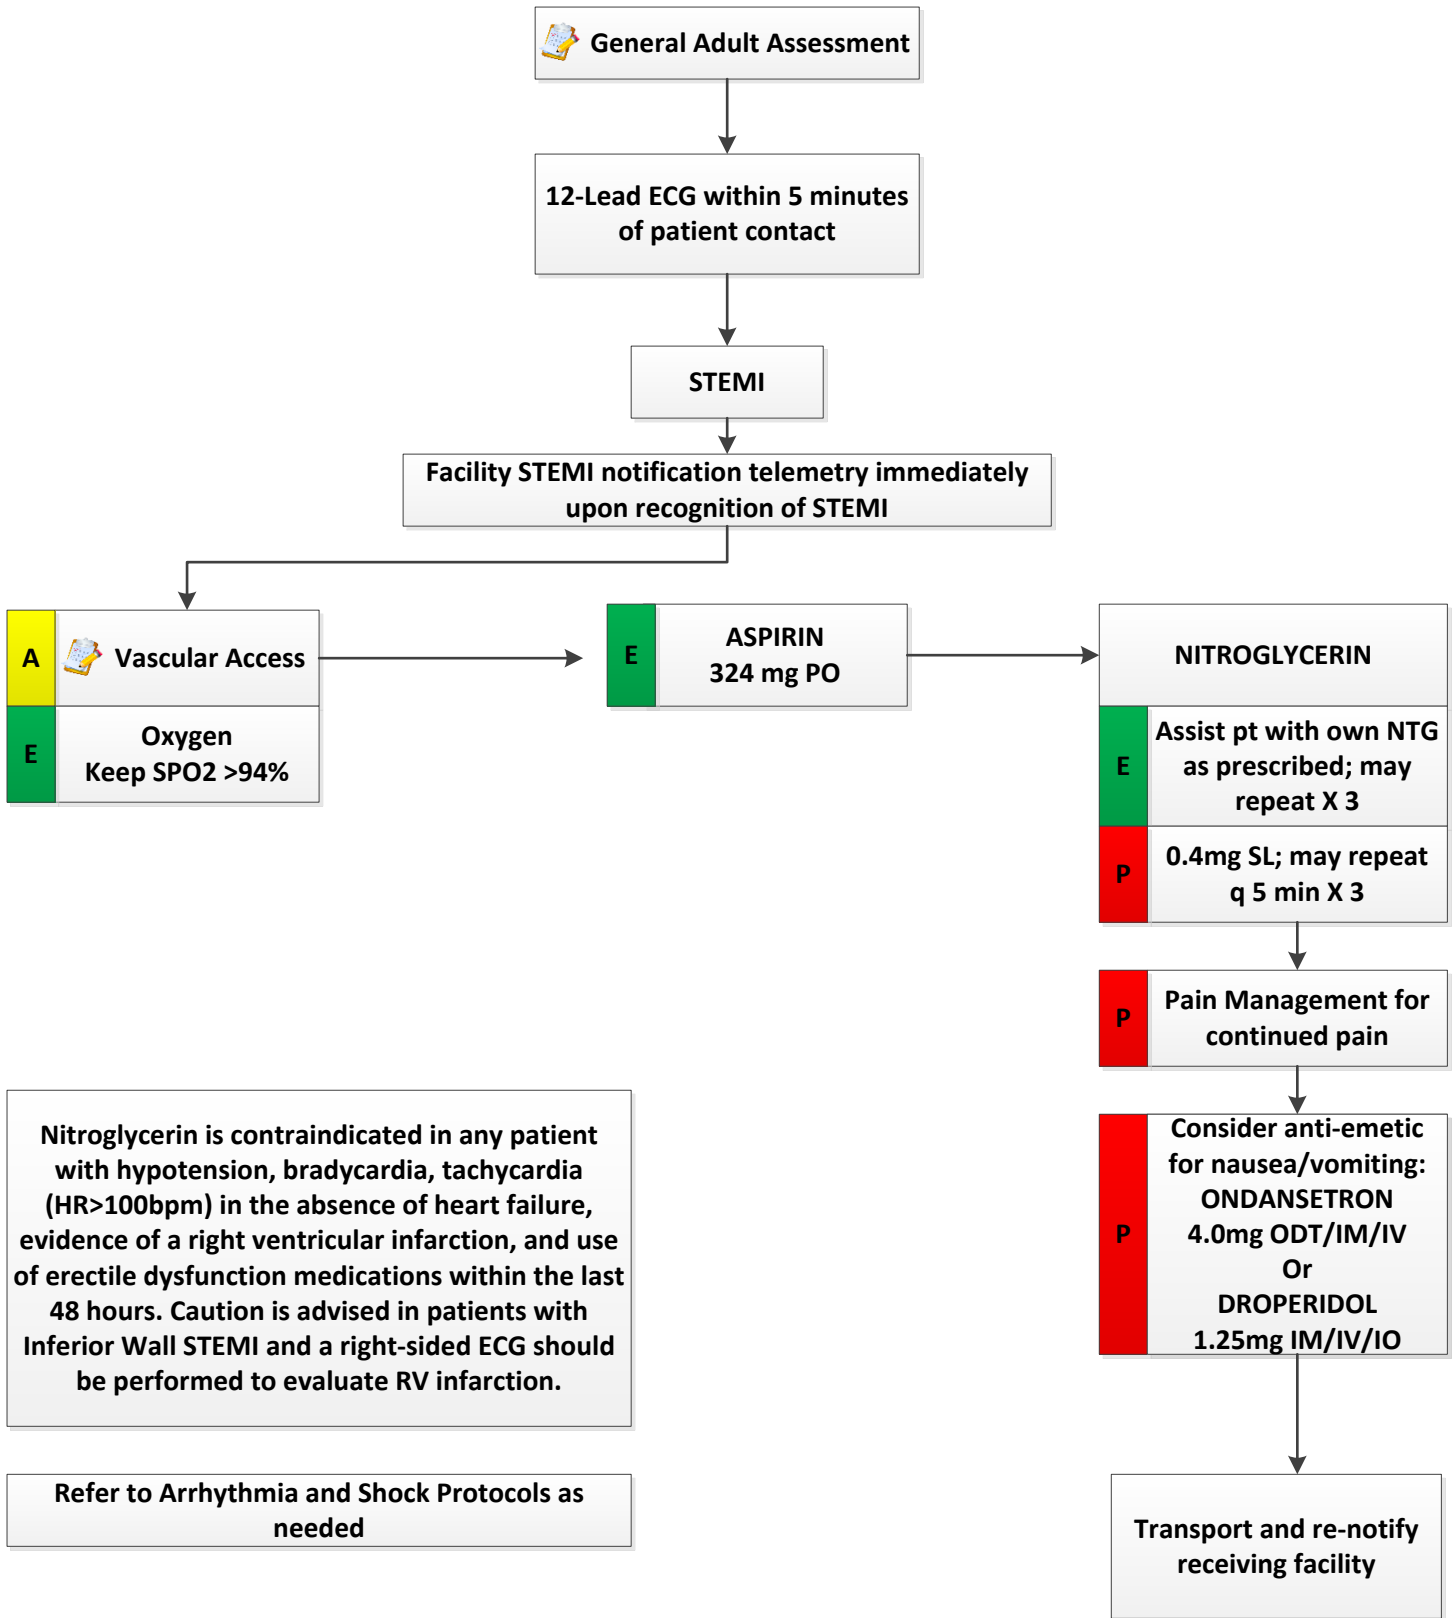 General Adult Assessment
12-Lead ECG within 5 minutes
of patient contact
STEMI
Facility STEMI notification telemetry immediately
upon recognition of STEMI
A
Vascular Access
E
Oxygen
Keep SPO2 >94%
E
ASPIRIN
324 mg PO
NITROGLYCERIN
E
Assist pt with own NTG
as prescribed; may
repeat X 3
P
0.4mg SL; may repeat
q 5 min X 3
P
Pain Management for
continued pain
P
Consider anti-emetic
for nausea/vomiting:
ONDANSETRON
4.0mg ODT/IM/IV
Or
DROPERIDOL
1.25mg IM/IV/IO
Transport and re-notify
receiving facility
Nitroglycerin is contraindicated in any patient
with hypotension, bradycardia, tachycardia
(HR>100bpm) in the absence of heart failure,
evidence of a right ventricular infarction, and use
of erectile dysfunction medications within the last
48 hours. Caution is advised in patients with
Inferior Wall STEMI and a right-sided ECG should
be performed to evaluate RV infarction.
Refer to Arrhythmia and Shock Protocols as
needed